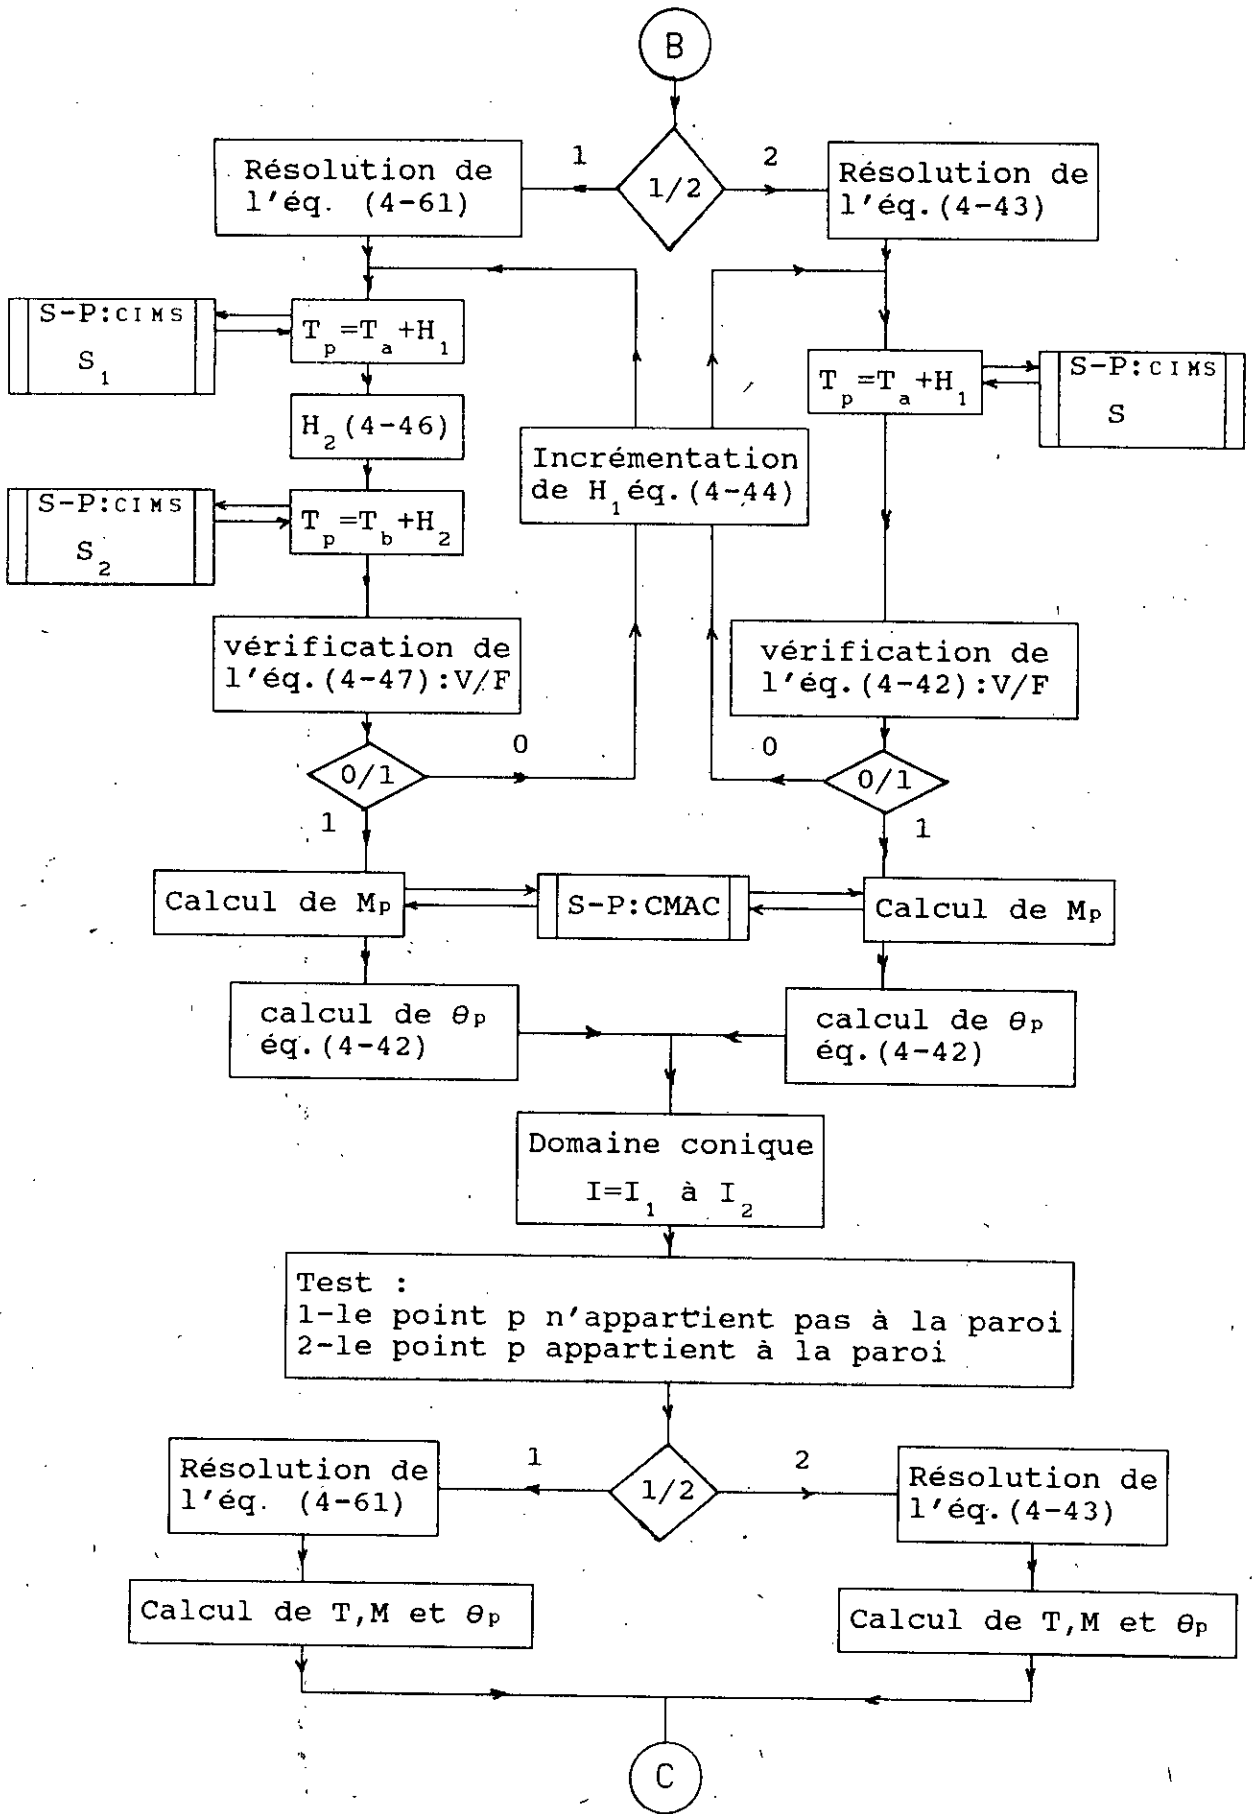 B
1
1/2
2
Résolution de
l'éq. (4-61)
Résolution de
l'éq.(4-43)
S-P:CIMS
S1
Tp=Ta+H1
Tp=Ta+H1
S-P:CIMS
S
H2(4-46)
Incrémentation
de H1éq.(4-44)
S-P:CIMS
S2
Tp=Tb+H2
vérification de
l'éq.(4-47):V/F
vérification de
l'éq.(4-42):V/F
0/1
0
1
0
0/1
1
Calcul de Mp
S-P:CMAC
Calcul de Mp
calcul de θp
éq.(4-42)
calcul de θp
éq.(4-42)
Domaine conique
I=I1 à I2
Test :
1-le point p n'appartient pas à la paroi
2-le point p appartient à la paroi
1
1/2
2
Résolution de
l'éq. (4-61)
Résolution de
l'éq.(4-43)
Calcul de T,M et θp
Calcul de T,M et θp
C